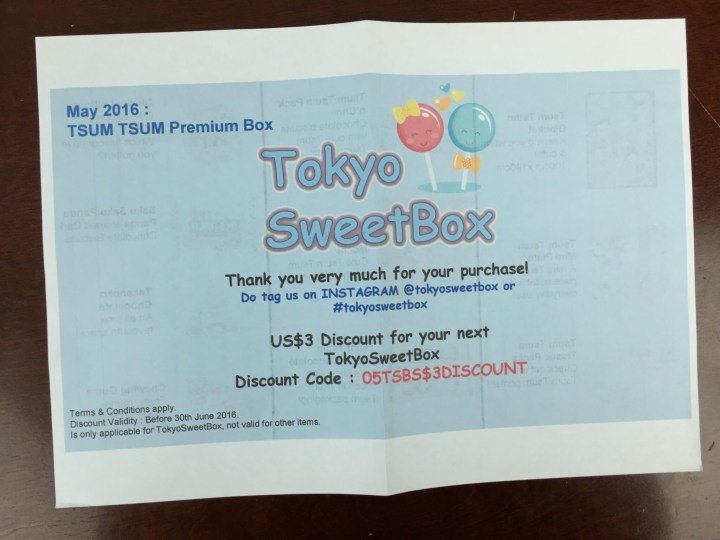 May 2016 :
TSUM TSUM Premium Box
Tokyo
SweetBox
Thank you very much for your purchase!
Do tag us on INSTAGRAM @tokyosweetbox or
#tokyosweetbox
US$3 Discount for your next
TokyoSweetBox
Discount Code : 05TSBS$3DISCOUNT
Terms & Conditions apply.
Discount Validity : Before 30th June 2016.
Is only applicable for TokyoSweetBox, not valid for other items.